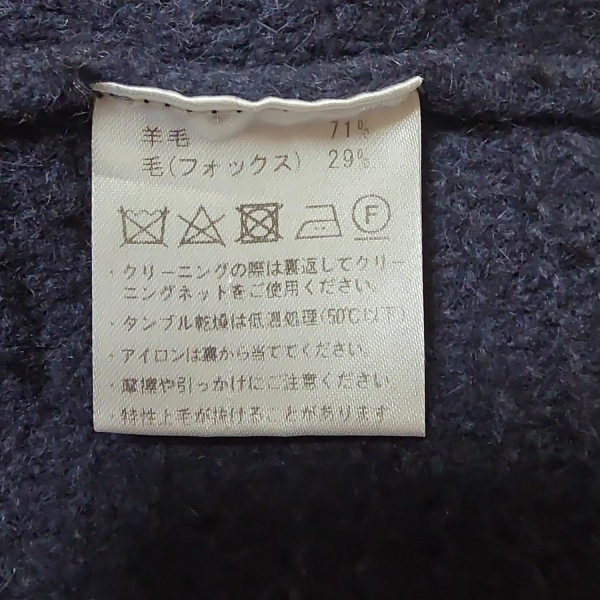 羊毛 71%
毛(フォックス) 29%
F
・クリーニングの際は裏返してクリー
ニングネットをご使用ください。
・タンブル乾燥は低温処理(50℃以下)
・アイロンは裏から当ててください。
・摩擦や引っかけにご注意ください
・特性上毛が抜けることがあります